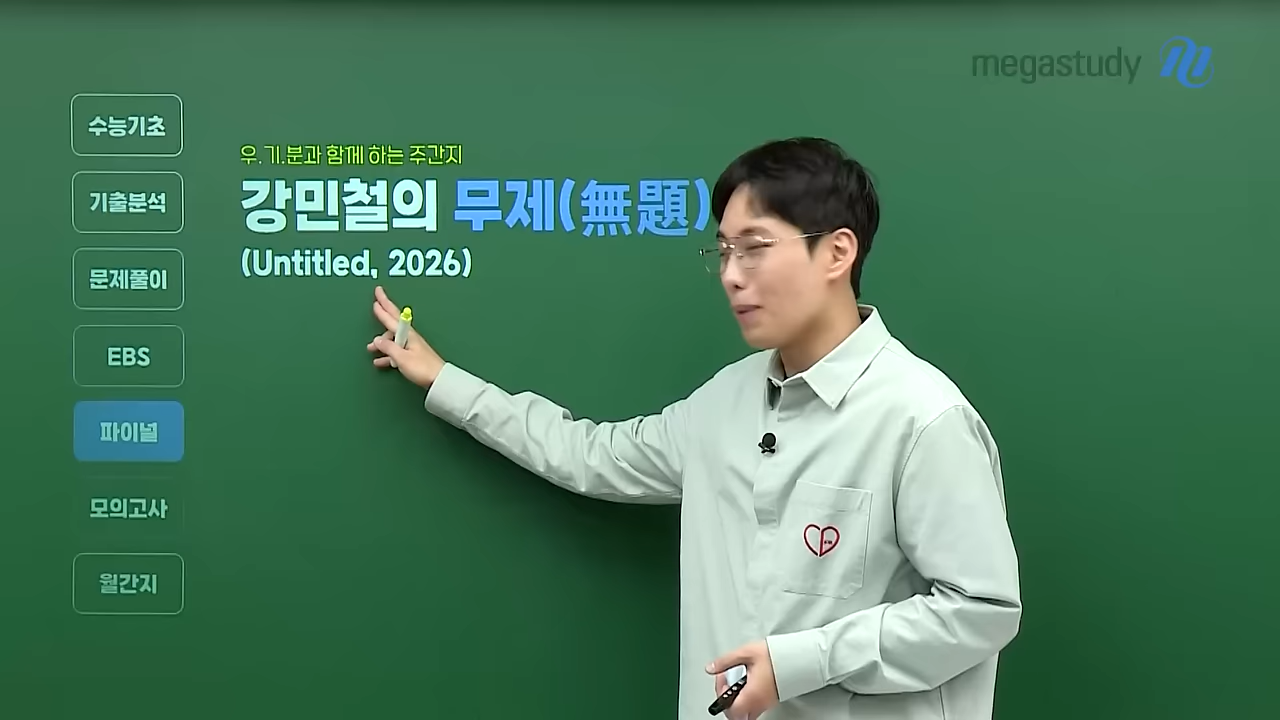 megastudy
수능기초
기출분석
문제풀이
EBS
파이널
모의고사
월간지
우.기.분과 함께 하는 주간지
강민철의 무제(無題)
(Untitled, 2026)